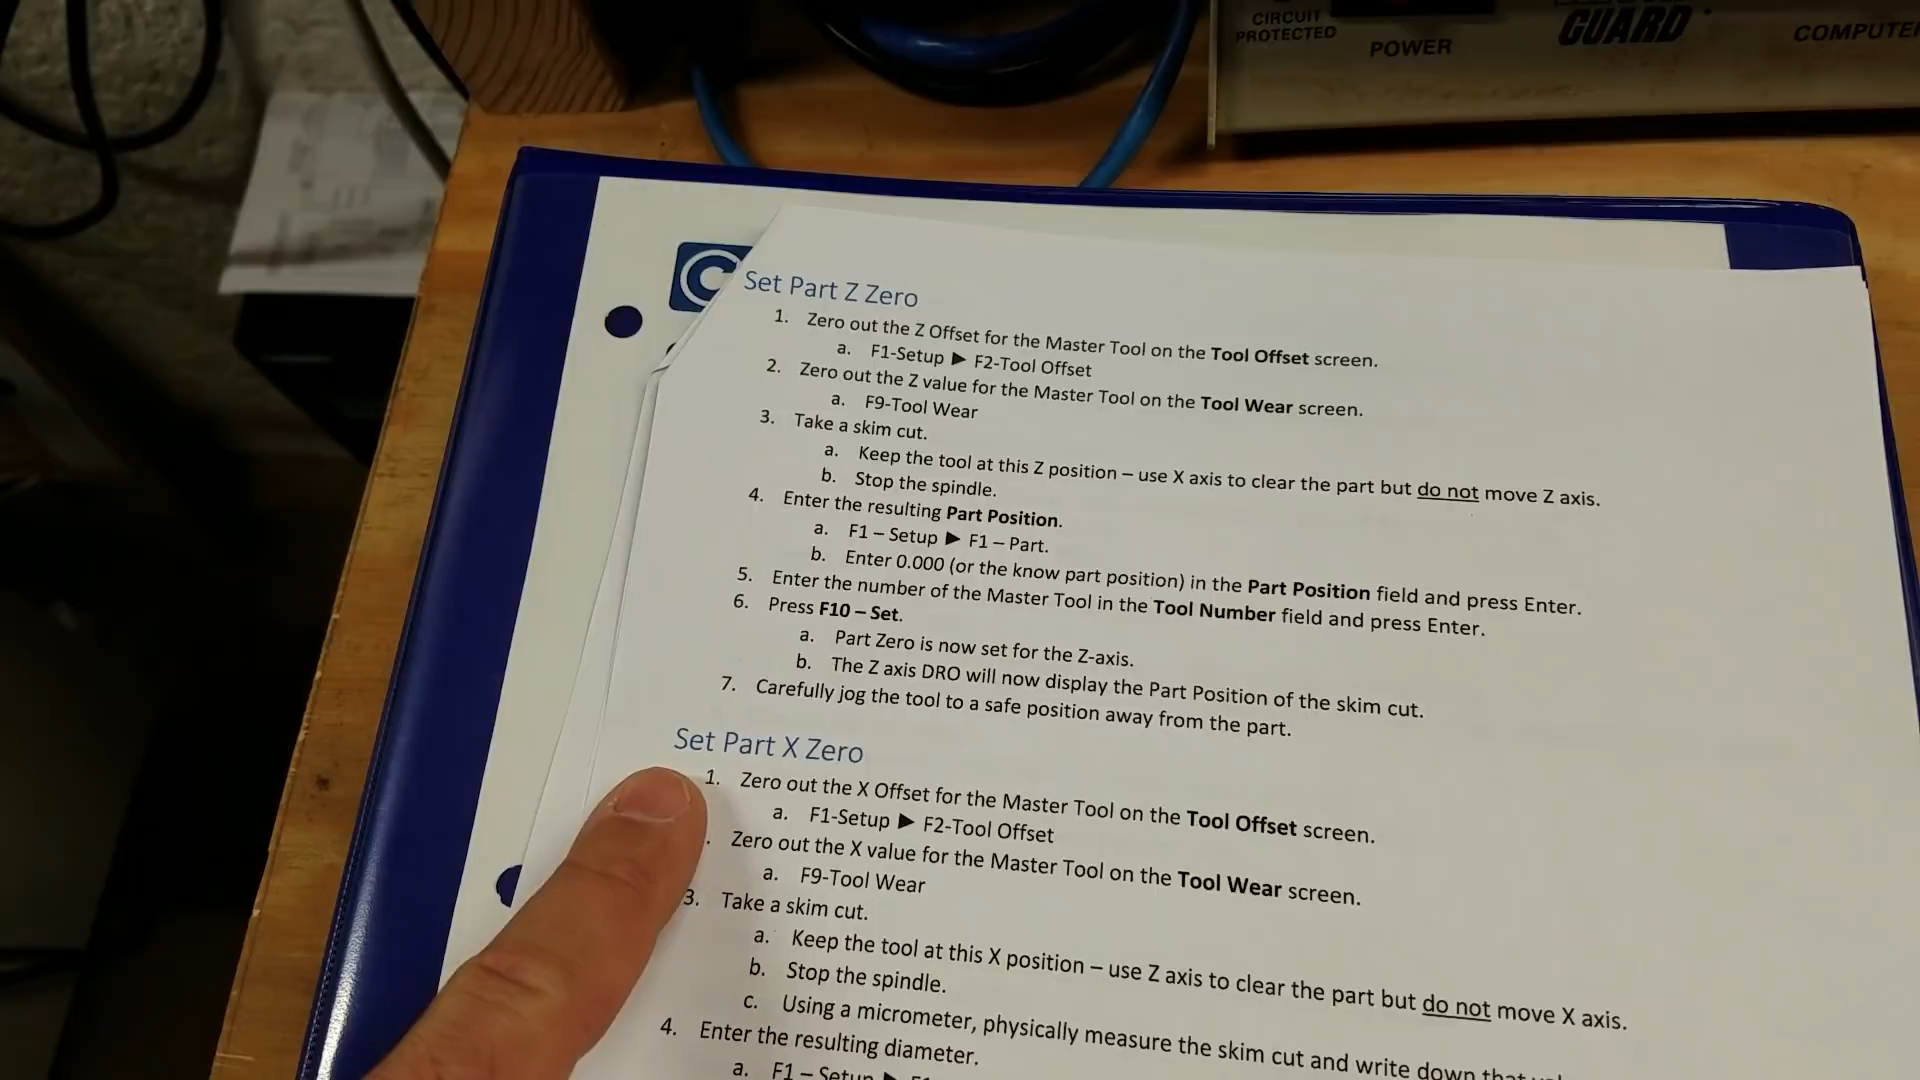 CIRCUIT
PROTECTED
POWER
GUARD
Set Part Z Zero
1. Zero out the Z Offset for the Master Tool on the Tool Offset screen.
a. F1-Setup ► F2-Tool Offset
2. Zero out the Z value for the Master Tool on the Tool Wear screen.
a. F9-Tool Wear
3. Take a skim cut.
a. Keep the tool at this Z position – use X axis to clear the part but do not move Z axis.
b. Stop the spindle.
4. Enter the resulting Part Position.
a. F1 – Setup ► F1 – Part.
b. Enter 0.000 (or the know part position) in the Part Position field and press Enter.
5. Enter the number of the Master Tool in the Tool Number field and press Enter.
6. Press F10 – Set.
a. Part Zero is now set for the Z-axis.
b. The Z axis DRO will now display the Part Position of the skim cut.
7. Carefully jog the tool to a safe position away from the part.
Set Part X Zero
1. Zero out the X Offset for the Master Tool on the Tool Offset screen.
a. F1-Setup ► F2-Tool Offset
. Zero out the X value for the Master Tool on the Tool Wear screen.
a. F9-Tool Wear
3. Take a skim cut.
a. Keep the tool at this X position – use Z axis to clear the part but do not move X axis.
b. Stop the spindle.
c. Using a micrometer, physically measure the skim cut and write down that
4. Enter the resulting diameter.
a. F1 – Setup ►